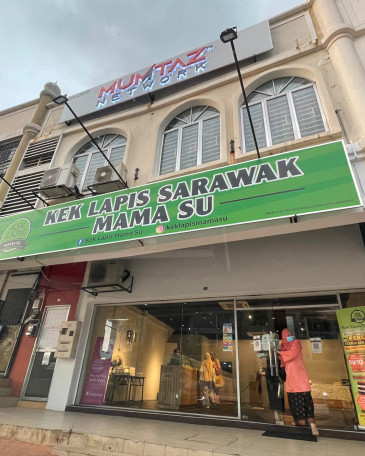 MUMTAZ
NETWORK
KEK LAPIS SARAWAK
MAMA SU
Kek Lapis Mama Su
keklapismamasu